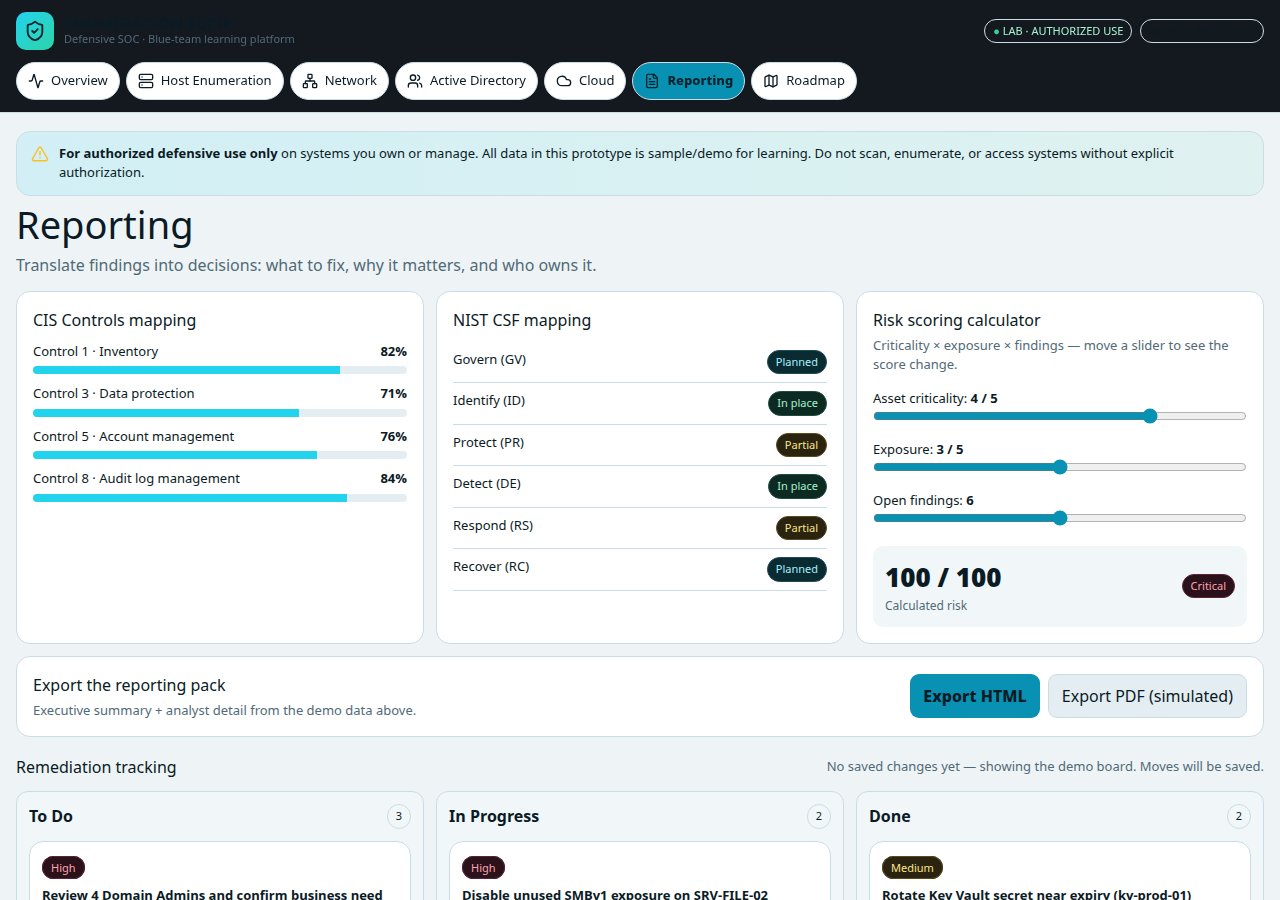 Defensive SOC · Blue-team learning platform
LAB · AUTHORIZED USE
Overview
Host Enumeration
Network
Active Directory
Cloud
Reporting
Roadmap
For authorized defensive use only on systems you own or manage. All data in this prototype is sample/demo for learning. Do not scan, enumerate, or access systems without explicit
authorization.
Reporting
Translate findings into decisions: what to fix, why it matters, and who owns it.
CIS Controls mapping
Control 1 · Inventory 82%
Control 3 · Data protection 71%
Control 5 · Account management 76%
Control 8 · Audit log management 84%
NIST CSF mapping
Govern (GV) Planned
Identify (ID) In place
Protect (PR) Partial
Detect (DE) In place
Respond (RS) Partial
Recover (RC) Planned
Risk scoring calculator
Criticality × exposure × findings — move a slider to see the
score change.
Asset criticality: 4 / 5
Exposure: 3 / 5
Open findings: 6
100 / 100
Calculated risk
Critical
Export the reporting pack
Executive summary + analyst detail from the demo data above.
Export HTML
Export PDF (simulated)
Remediation tracking
No saved changes yet — showing the demo board. Moves will be saved.
To Do 3
High
Review 4 Domain Admins and confirm business need
In Progress 2
High
Disable unused SMBv1 exposure on SRV-FILE-02
Done 2
Medium
Rotate Key Vault secret near expiry (kv-prod-01)